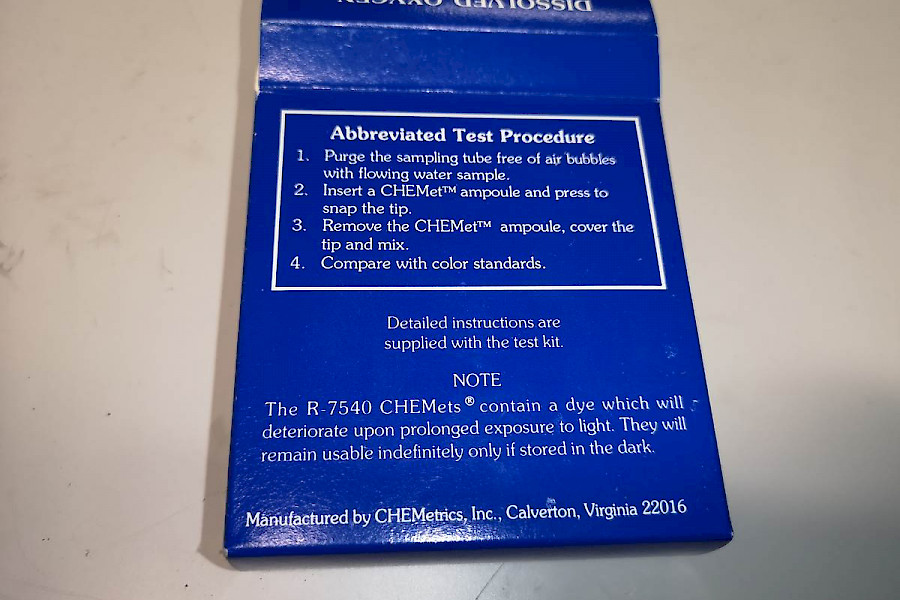 DISSOLVED OXYGEN
Abbreviated Test Procedure
1. Purge the sampling tube free of air bubbles
with flowing water sample.
2. Insert a CHEMet™ ampoule and press to
snap the tip.
3. Remove the CHEMet™ ampoule, cover the
tip and mix.
4. Compare with color standards.
Detailed instructions are
supplied with the test kit.
NOTE
The R-7540 CHEMets® contain a dye which will
deteriorate upon prolonged exposure to light. They will
remain usable indefinitely only if stored in the dark.
Manufactured by CHEMetrics, Inc., Calverton, Virginia 22016